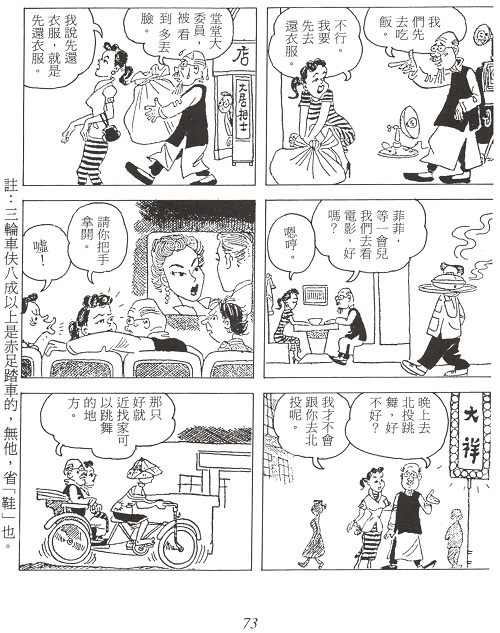 我
們先
去吃
飯。
不行。
我要
先去
還衣服。
堂堂大
委員，
被看
到多丟
臉。
我說先還
衣服，就是
先還衣服。
店
大居相士
菲菲，
等一會兒
我們去看
電影，好
嗎？
嗯哼。
請你把手
拿開。
噓！
晚上去
北投跳
舞，好
不好？
我才不會
跟你去北
投呢。
大祥
那只
好就
近找家可
以跳舞
的地
方。
註：三輪車伕八成以上是赤足踏車的，無他，省「鞋」也。
73